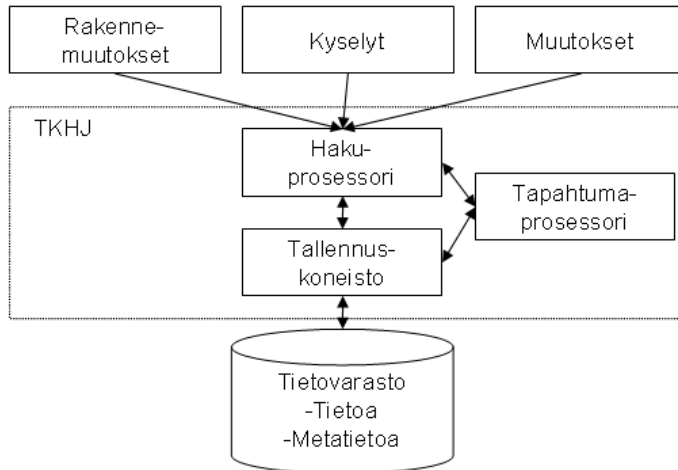 Rakenne-
muutokset
Kyselyt
Muutokset
TKHJ
Haku-
prosessori
Tapahtuma-
prosessori
Tallennus-
koneisto
Tietovarasto
-Tietoa
-Metatietoa